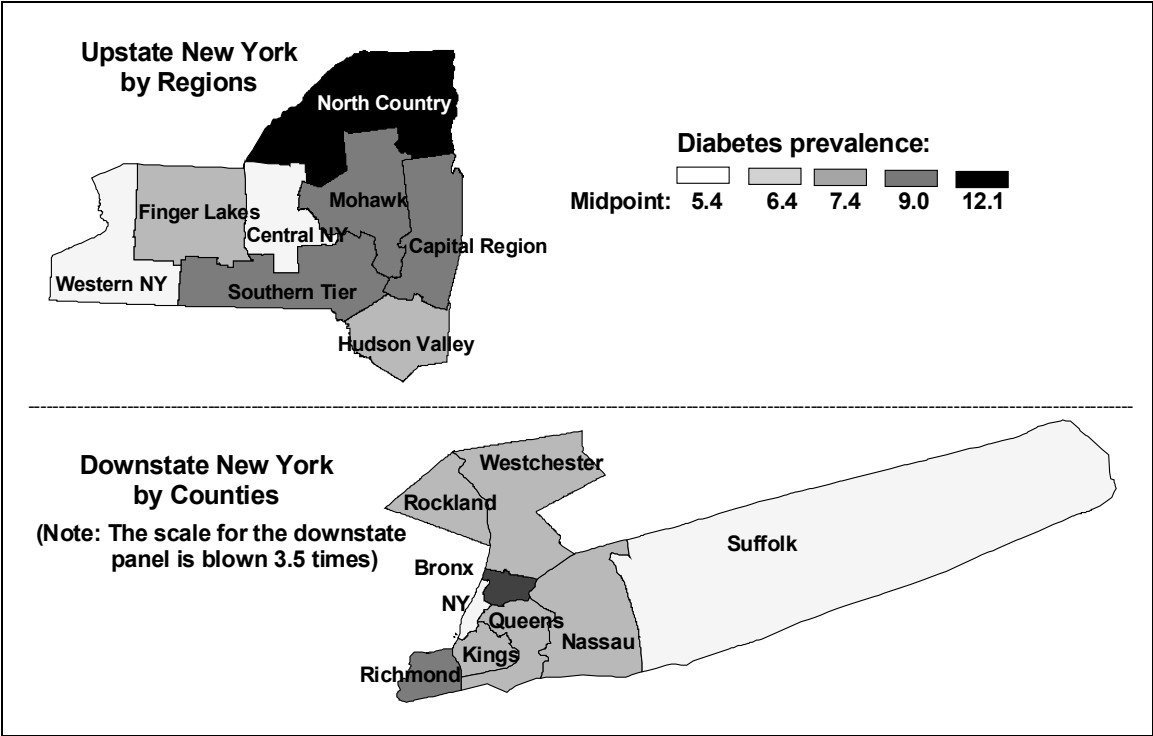 Upstate New York
by Regions
North Country
Diabetes prevalence:
Midpoint: 5.4 6.4 7.4 9.0 12.1
Mohawk
Finger Lakes
Central NY
Capital Region
Western NY
Southern Tier
Hudson Valley
Downstate New York
by Counties
(Note: The scale for the downstate
panel is blown 3.5 times)
Westchester
Rockland
Suffolk
Bronx
NY
Queens
Nassau
Kings
Richmond